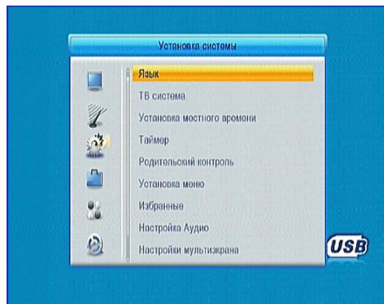 Установка системы
Язык
ТВ система
Установка местного времени
Таймер
Родительский контроль
Установка меню
Избранные
Настройка Аудио
Настройки мультиэкрана
USB